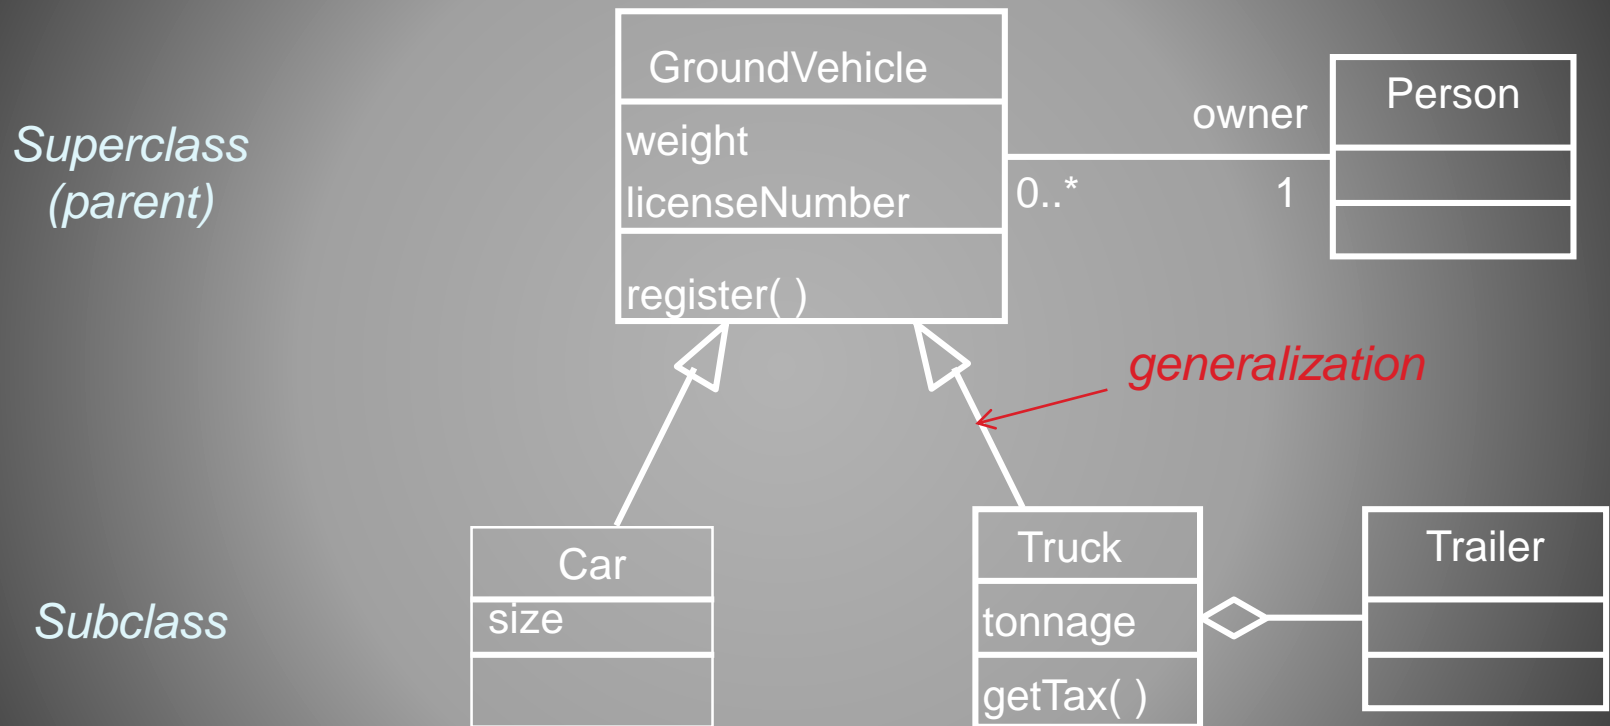 GroundVehicle
weight
licenseNumber
register( )
Superclass
(parent)
owner
0..*
1
Person
generalization
Subclass
Car
size
Truck
tonnage
getTax( )
Trailer